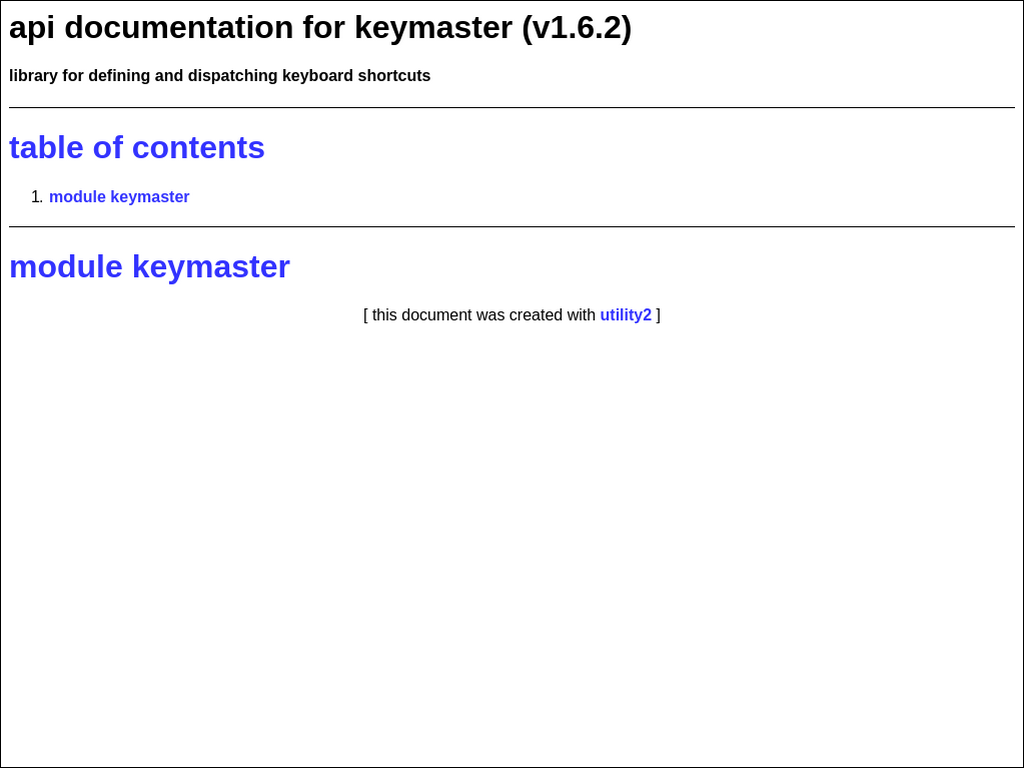 api documentation for keymaster (v1.6.2)
library for defining and dispatching keyboard shortcuts
table of contents
1. module keymaster
module keymaster
[ this document was created with utility2 ]